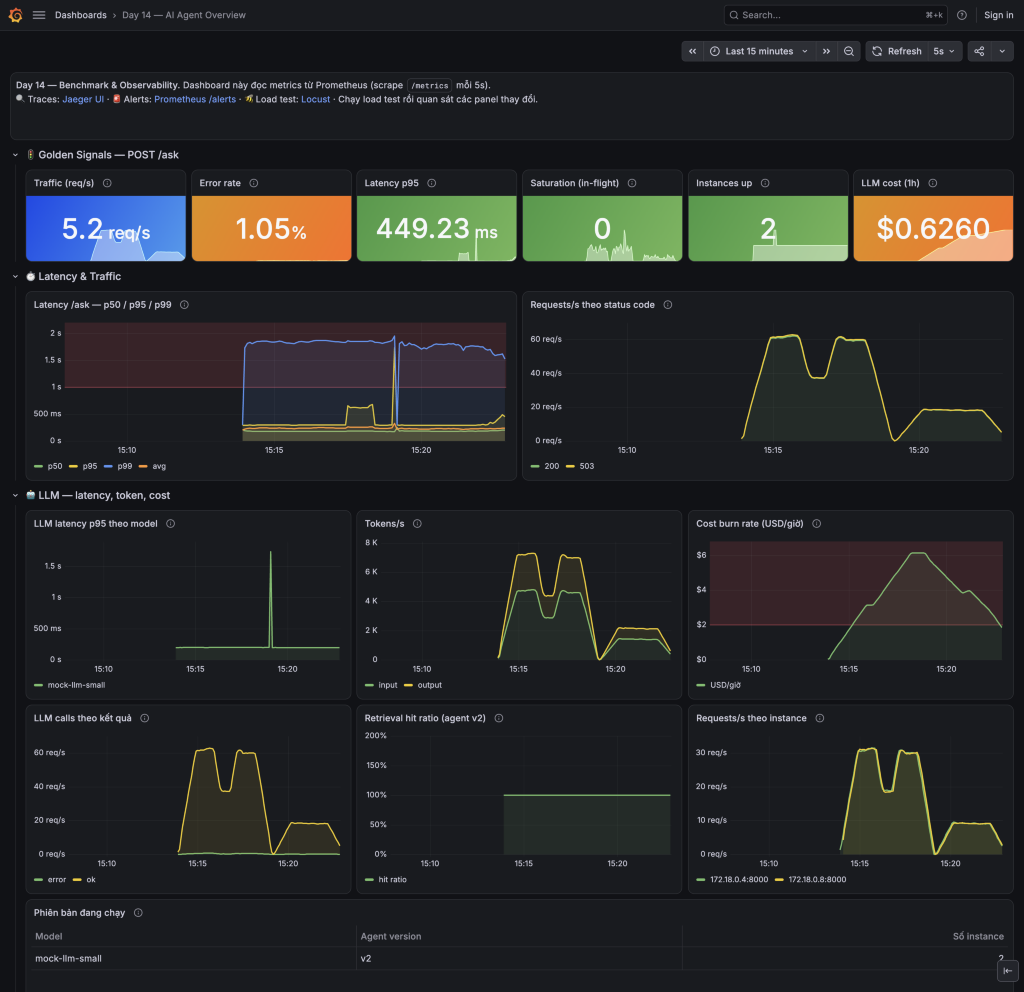 Dashboards › Day 14 — AI Agent Overview
Search... ⌘+k
Sign in
Last 15 minutes
Refresh 5s
Day 14 — Benchmark & Observability. Dashboard này đọc metrics từ Prometheus (scrape /metrics mỗi 5s).
🔍 Traces: Jaeger UI · 🚨 Alerts: Prometheus /alerts · 🐝 Load test: Locust · Chạy load test rồi quan sát các panel thay đổi.
🚦 Golden Signals — POST /ask
Traffic (req/s)
5.2 req/s
Error rate
1.05%
Latency p95
449.23 ms
Saturation (in-flight)
0
Instances up
2
LLM cost (1h)
$0.6260
⏱️ Latency & Traffic
Latency /ask — p50 / p95 / p99
2 s
1.5 s
1 s
500 ms
0 s
15:10 15:15 15:20
p50 p95 p99 avg
Requests/s theo status code
60 req/s
40 req/s
20 req/s
0 req/s
15:10 15:15 15:20
200 503
🤖 LLM — latency, token, cost
LLM latency p95 theo model
1.5 s
1 s
500 ms
0 s
15:10 15:15 15:20
mock-llm-small
Tokens/s
8 K
6 K
4 K
2 K
0
15:10 15:15 15:20
input output
Cost burn rate (USD/giờ)
$6
$4
$2
$0
15:10 15:15 15:20
USD/giờ
LLM calls theo kết quả
60 req/s
40 req/s
20 req/s
0 req/s
15:10 15:15 15:20
error ok
Retrieval hit ratio (agent v2)
200%
150%
100%
50%
0%
15:10 15:15 15:20
hit ratio
Requests/s theo instance
30 req/s
20 req/s
10 req/s
0 req/s
15:10 15:15 15:20
172.18.0.4:8000 172.18.0.8:8000
Phiên bản đang chạy
Model Agent version Số instance
mock-llm-small v2 2